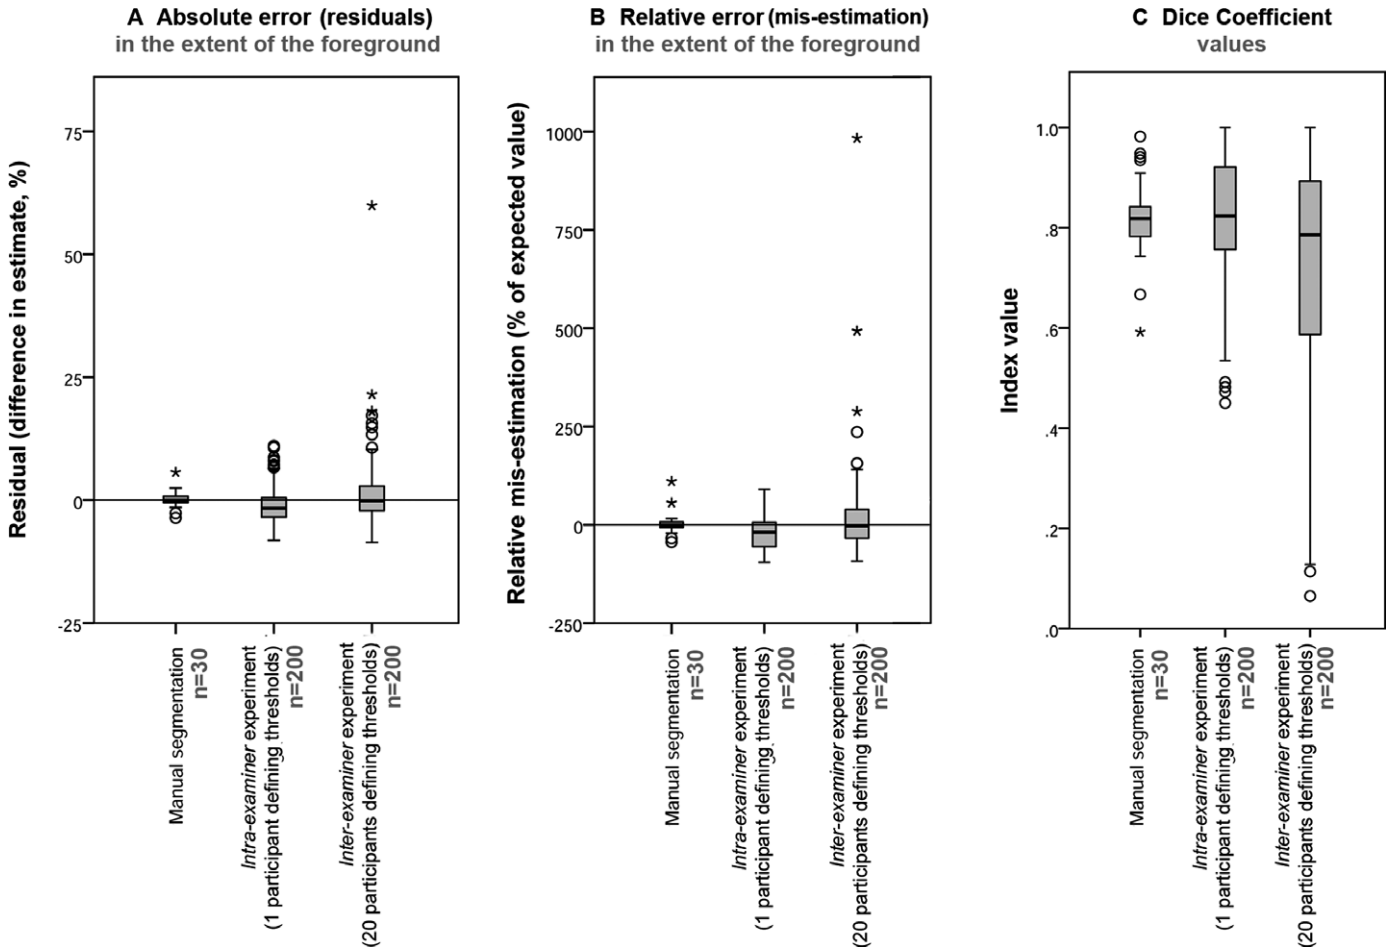 A Absolute error (residuals)
in the extent of the foreground
Residual (difference in estimate, %)
75
50
25
0
-25
Manual segmentation
n=30
Intra-examiner experiment
(1 participant defining thresholds)
n=200
Inter-examiner experiment
(20 participants defining thresholds)
n=200
B Relative error (mis-estimation)
in the extent of the foreground
Relative mis-estimation (% of expected value)
1000
750
500
250
0
-250
Manual segmentation
n=30
Intra-examiner experiment
(1 participant defining thresholds)
n=200
Inter-examiner experiment
(20 participants defining thresholds)
n=200
C Dice Coefficient
values
Index value
1.0
.8
.6
.4
.2
.0
Manual segmentation
n=30
Intra-examiner experiment
(1 participant defining thresholds)
n=200
Inter-examiner experiment
(20 participants defining thresholds)
n=200